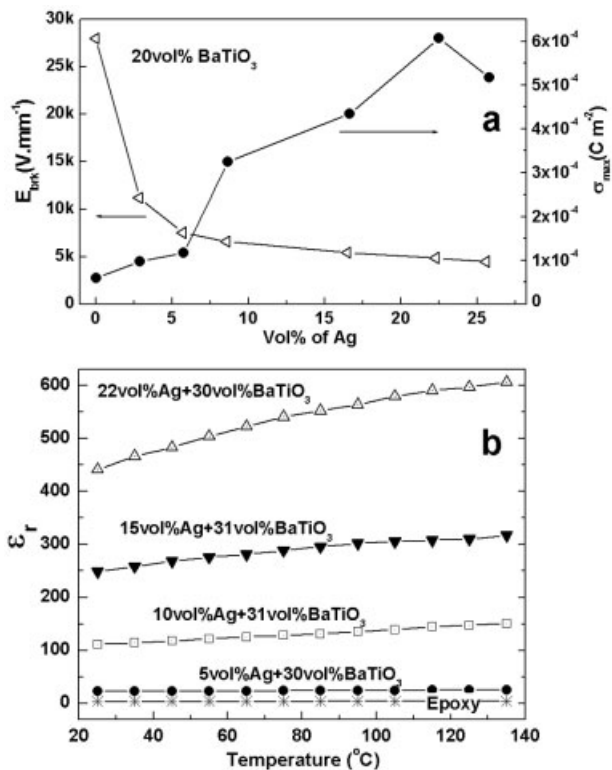 20vol% BaTiO₃
a
E_brk(V.mm⁻¹)
30k
25k
20k
15k
10k
5k
0
σ_max(C m⁻²)
6x10⁻⁴
5x10⁻⁴
4x10⁻⁴
3x10⁻⁴
2x10⁻⁴
1x10⁻⁴
0
0 5 10 15 20 25
Vol% of Ag
22vol%Ag+30vol%BaTiO₃
b
15vol%Ag+31vol%BaTiO₃
10vol%Ag+31vol%BaTiO₃
5vol%Ag+30vol%BaTiO₃
Epoxy
ε_r
600
500
400
300
200
100
0
20 40 60 80 100 120 140
Temperature (°C)